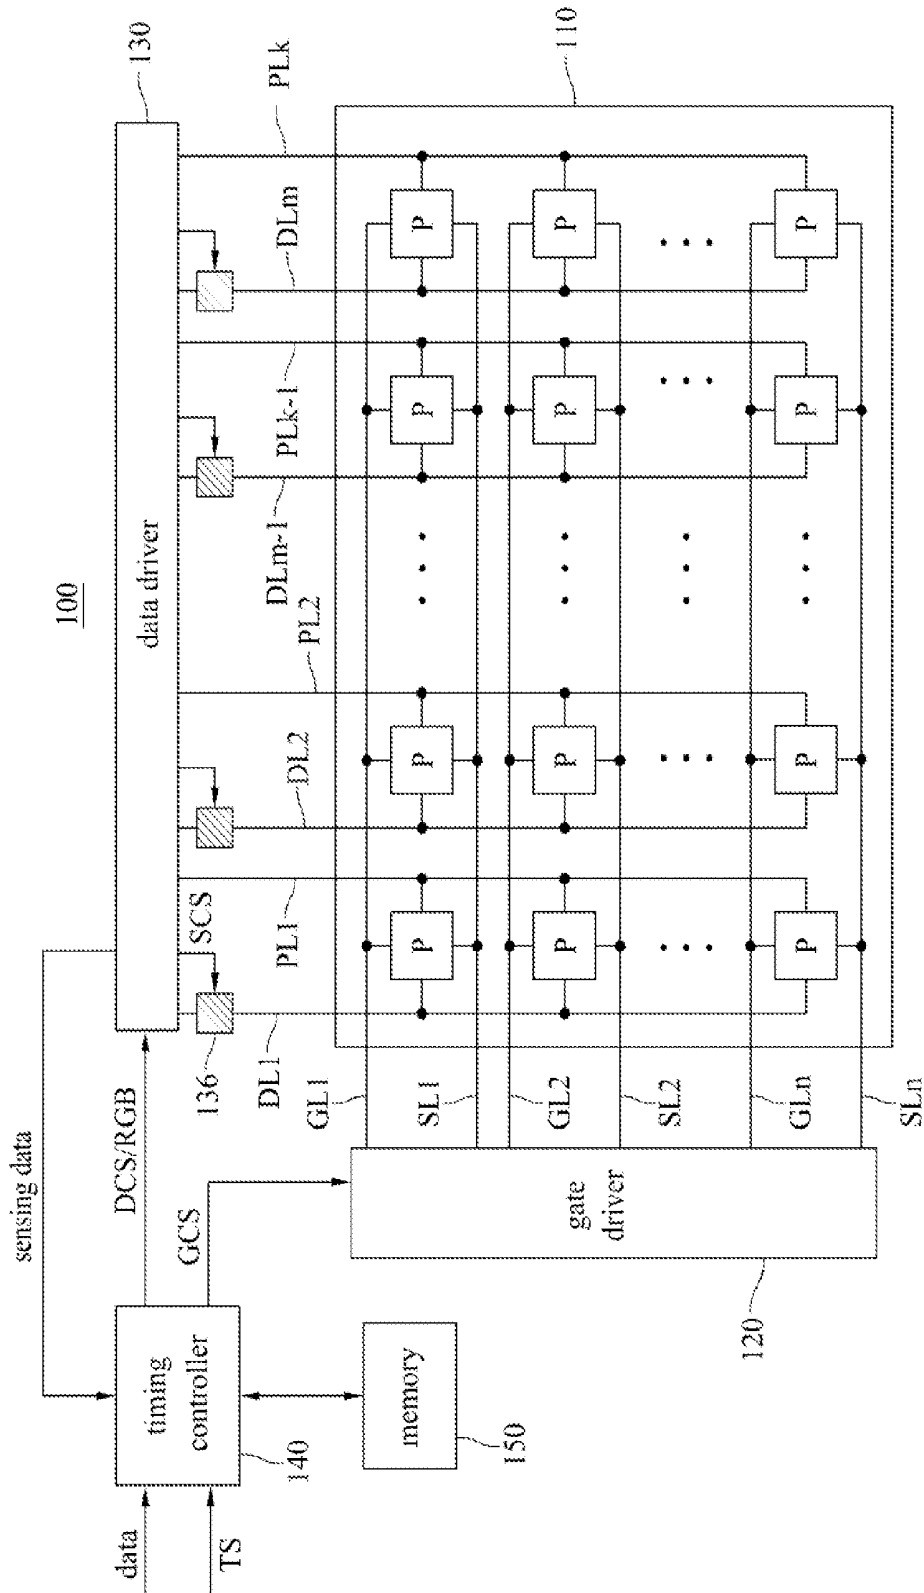 100
data
TS
timing
controller
140
sensing data
DCS/RGB
GCS
memory
150
data driver
130
136
SCS
DL1
PL1
DL2
PL2
DLm-1
PLk-1
DLm
PLk
110
gate
driver
120
GL1
SL1
GL2
SL2
GLn
SLn
P
P
P
P
P
P
P
P
P
P
P
P